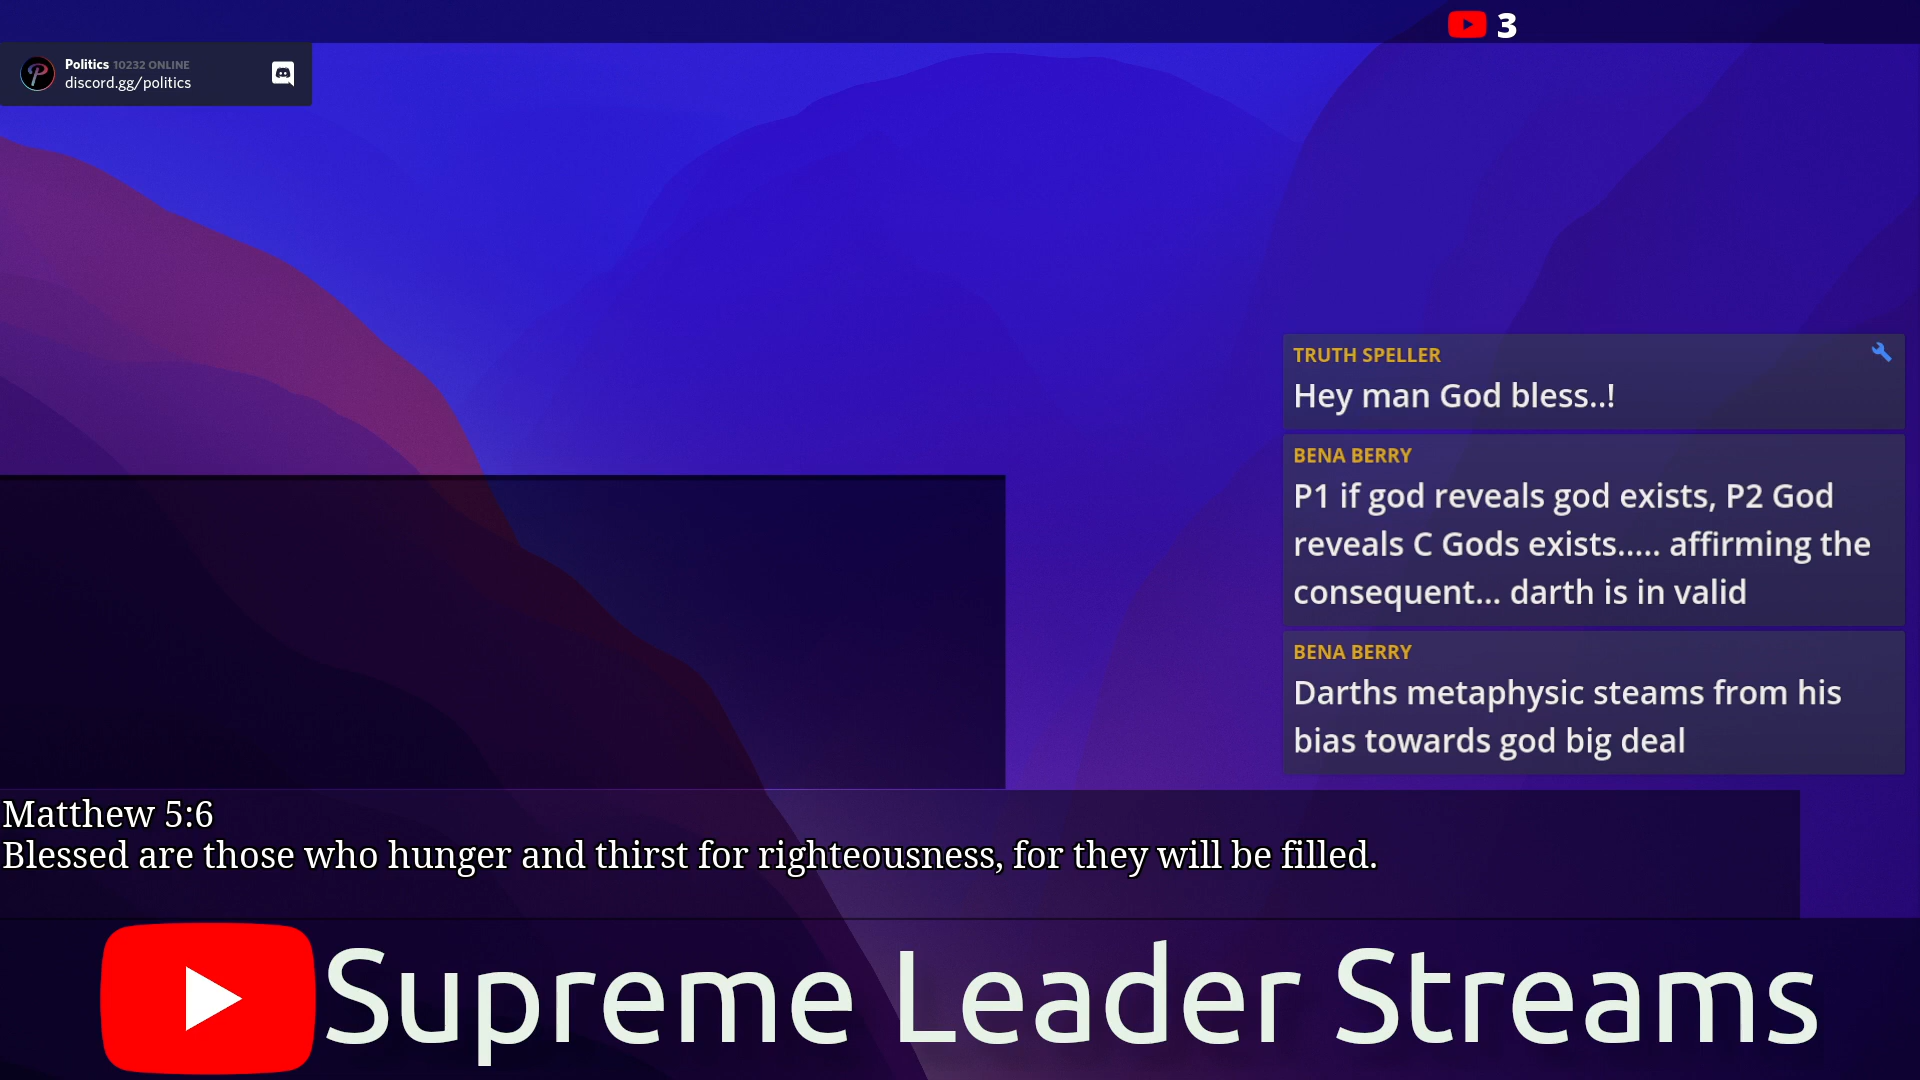 3
Politics 10232 ONLINE
discord.gg/politics
TRUTH SPELLER
Hey man God bless..!
BENA BERRY
P1 if god reveals god exists, P2 God
reveals C Gods exists..... affirming the
consequent... darth is in valid
BENA BERRY
Darths metaphysic steams from his
bias towards god big deal
Matthew 5:6
Blessed are those who hunger and thirst for righteousness, for they will be filled.
Supreme Leader Streams